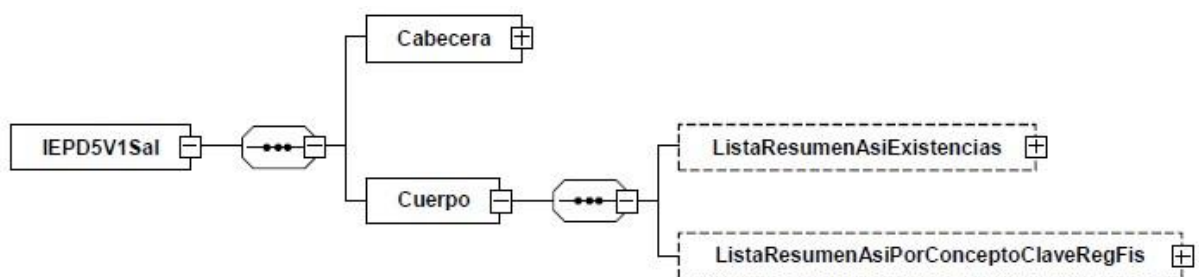 Cabecera
IEPD5V1Sal
ListaResumenAsiExistencias
Cuerpo
ListaResumenAsiPorConceptoClaveRegFis